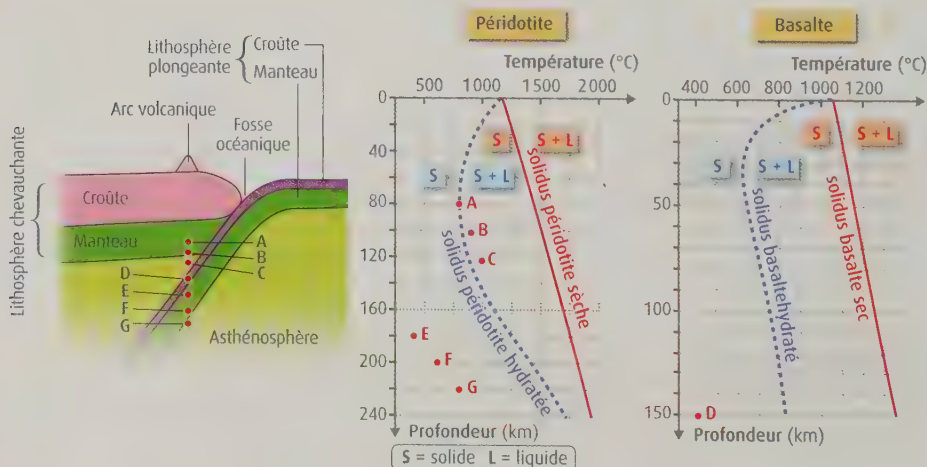 Lithosphère plongeante
Croûte
Manteau
Arc volcanique
Fosse océanique
Lithosphère chevauchante
Croûte
Manteau
A
B
C
D
E
F
G
Asthénosphère
Péridotite
Température (°C)
500 1000 1500 2000
0
40
80
120
160
200
240
S S + L
S S + L
A
B
C
E
F
G
solidus péridotite sèche
solidus péridotite hydratée
Profondeur (km)
Basalte
Température (°C)
400 600 800 1000 1200
0
50
100
150
S S + L
S S + L
solidus basaltehydraté
solidus basalte sec
D
Profondeur (km)
S = solide L = liquide